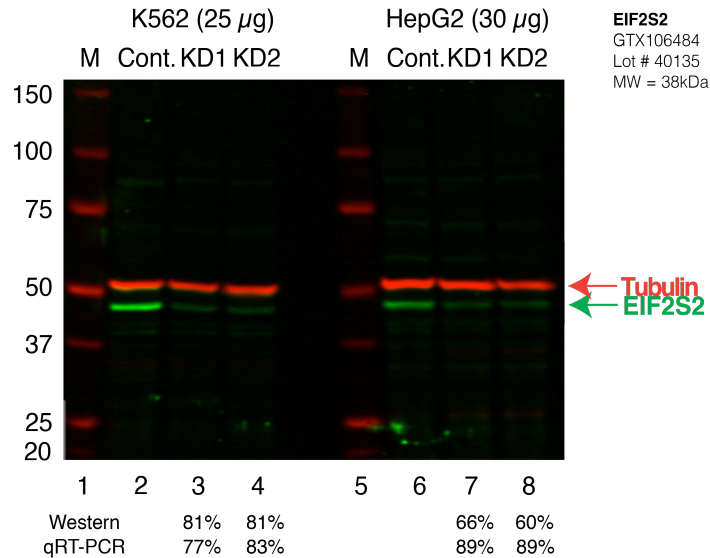 K562 (25 µg) HepG2 (30 µg)
M Cont. KD1 KD2 M Cont. KD1 KD2
EIF2S2
GTX106484
Lot # 40135
MW = 38kDa
150
100
75
50
37
25
20
Tubulin
EIF2S2
1 2 3 4 5 6 7 8
Western 81% 81% 66% 60%
qRT-PCR 77% 83% 89% 89%